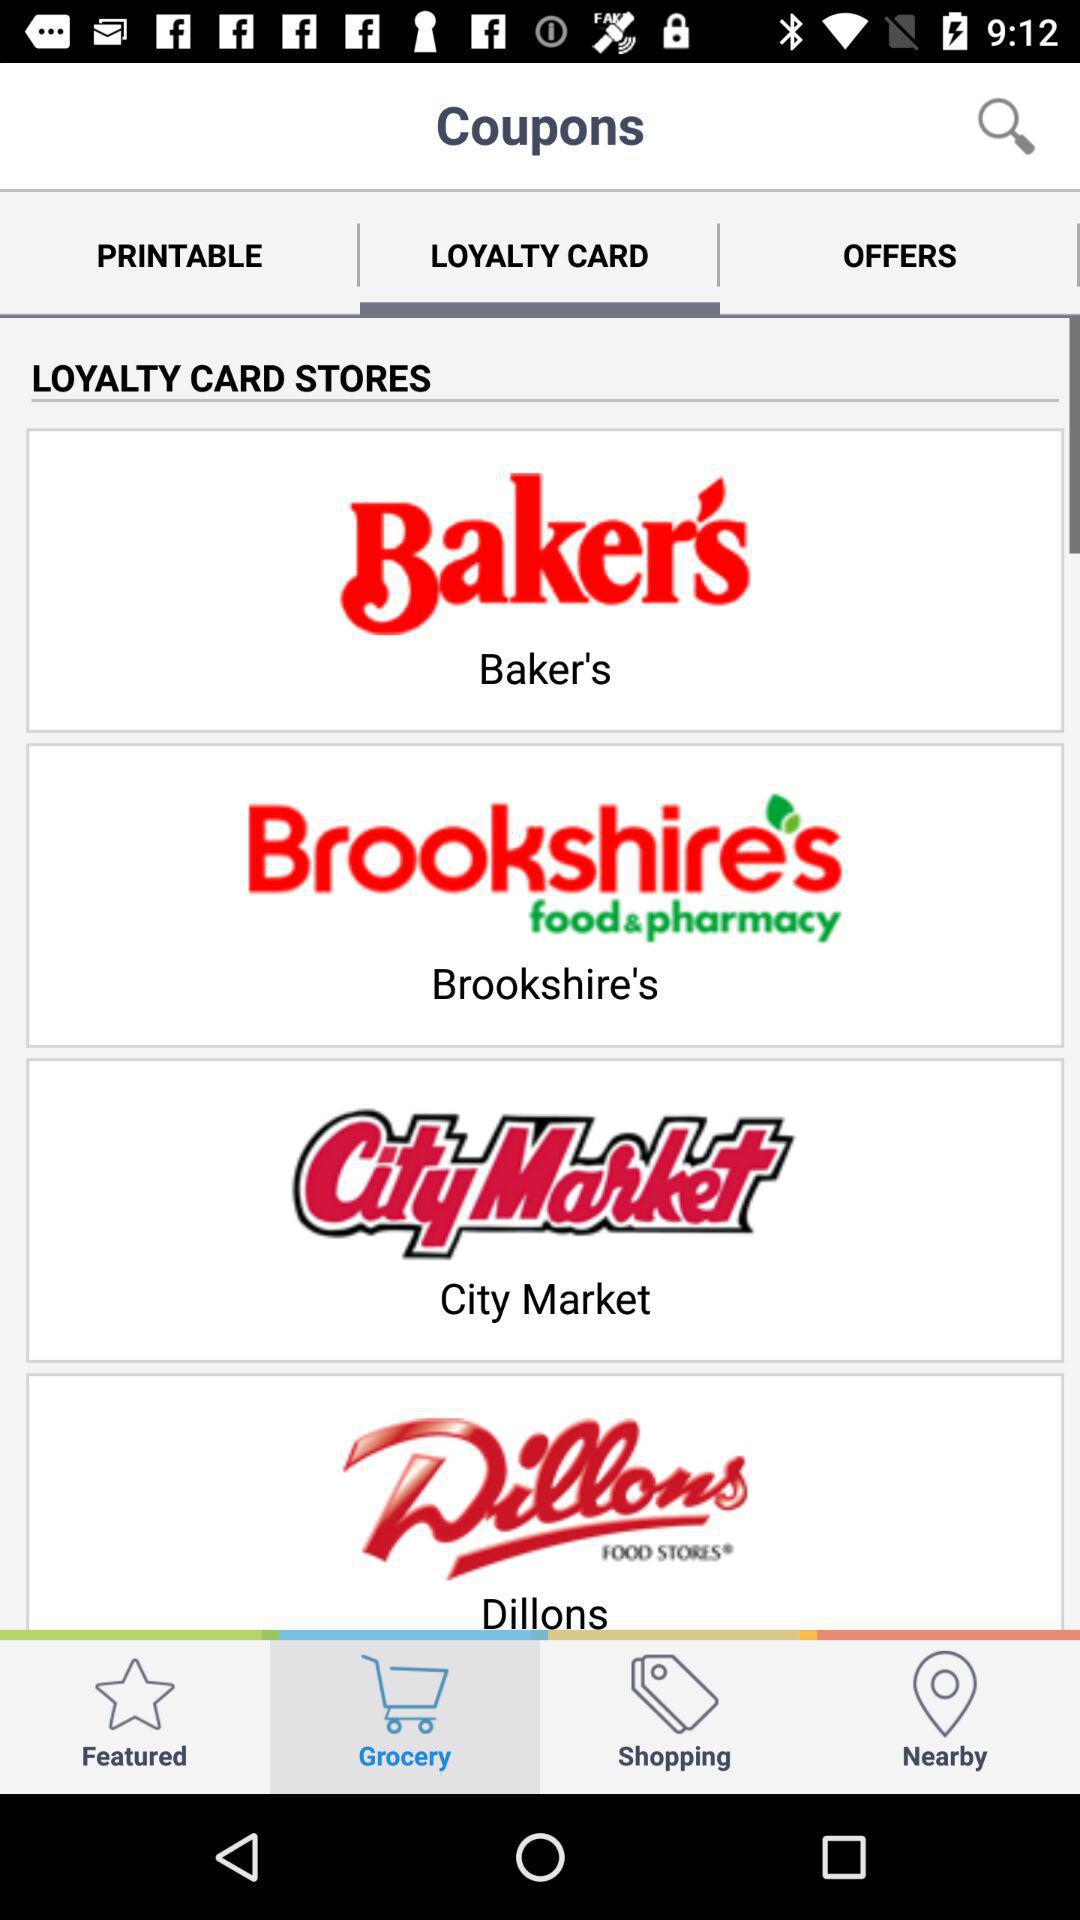 FAKE
9:12
Coupons
PRINTABLE
LOYALTY CARD
OFFERS
LOYALTY CARD STORES
Baker's
Baker's
Brookshire's
food & pharmacy
Brookshire's
City Market
City Market
Dillons
FOOD STORES®
Dillons
Featured
Grocery
Shopping
Nearby